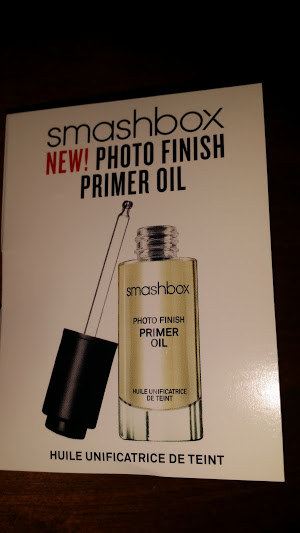 smashbox
NEW! PHOTO FINISH
PRIMER OIL
smashbox
PHOTO FINISH
PRIMER
OIL
HUILE UNIFICATRICE
DE TEINT
HUILE UNIFICATRICE DE TEINT